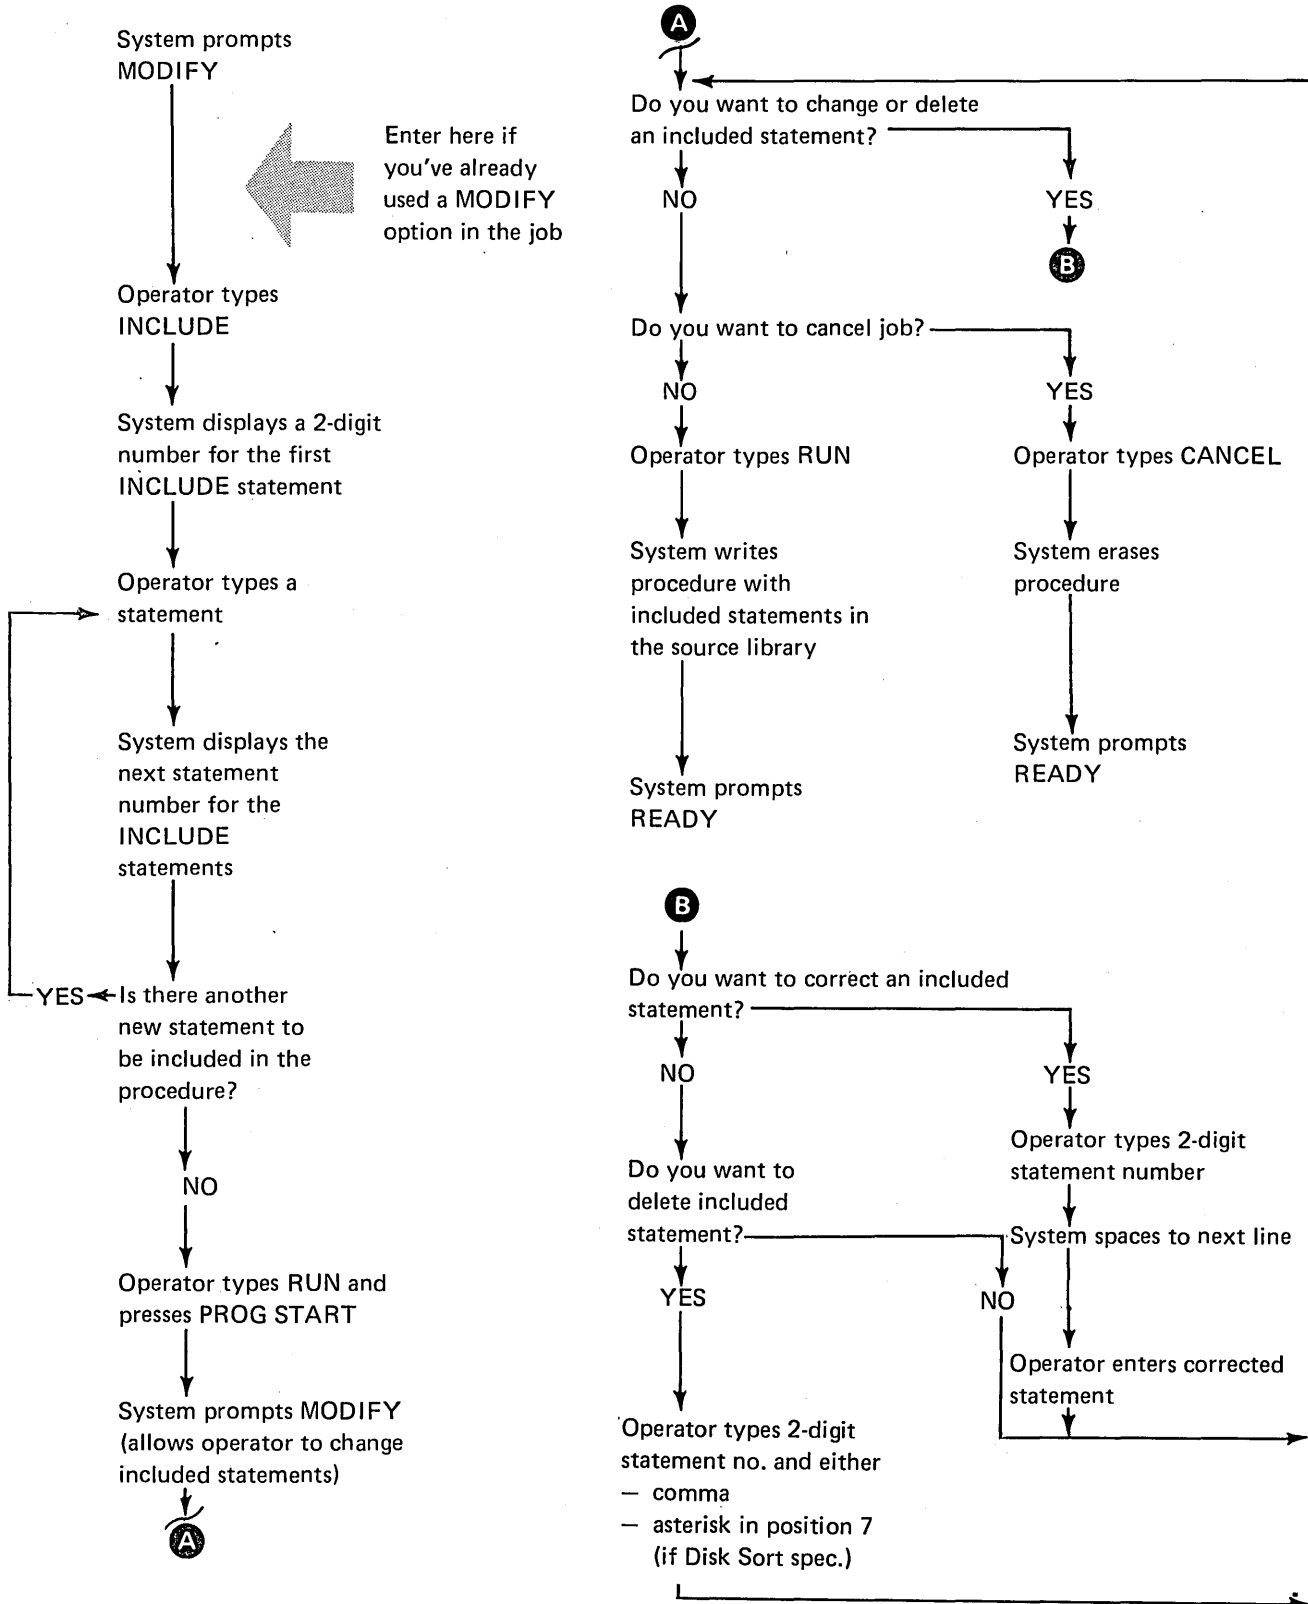 System prompts
MODIFY
Enter here if
you've already
used a MODIFY
option in the job
Operator types
INCLUDE
System displays a 2-digit
number for the first
INCLUDE statement
Operator types a
statement
System displays the
next statement
number for the
INCLUDE
statements
YES
Is there another
new statement to
be included in the
procedure?
NO
Operator types RUN and
presses PROG START
System prompts MODIFY
(allows operator to change
included statements)
A
A
Do you want to change or delete
an included statement?
NO
YES
B
Do you want to cancel job?
NO
YES
Operator types RUN
Operator types CANCEL
System writes
procedure with
included statements in
the source library
System erases
procedure
System prompts
READY
System prompts
READY
B
Do you want to correct an included
statement?
NO
YES
Operator types 2-digit
statement number
Do you want to
delete included
statement?
System spaces to next line
YES
NO
Operator enters corrected
statement
Operator types 2-digit
statement no. and either
— comma
— asterisk in position 7
(if Disk Sort spec.)